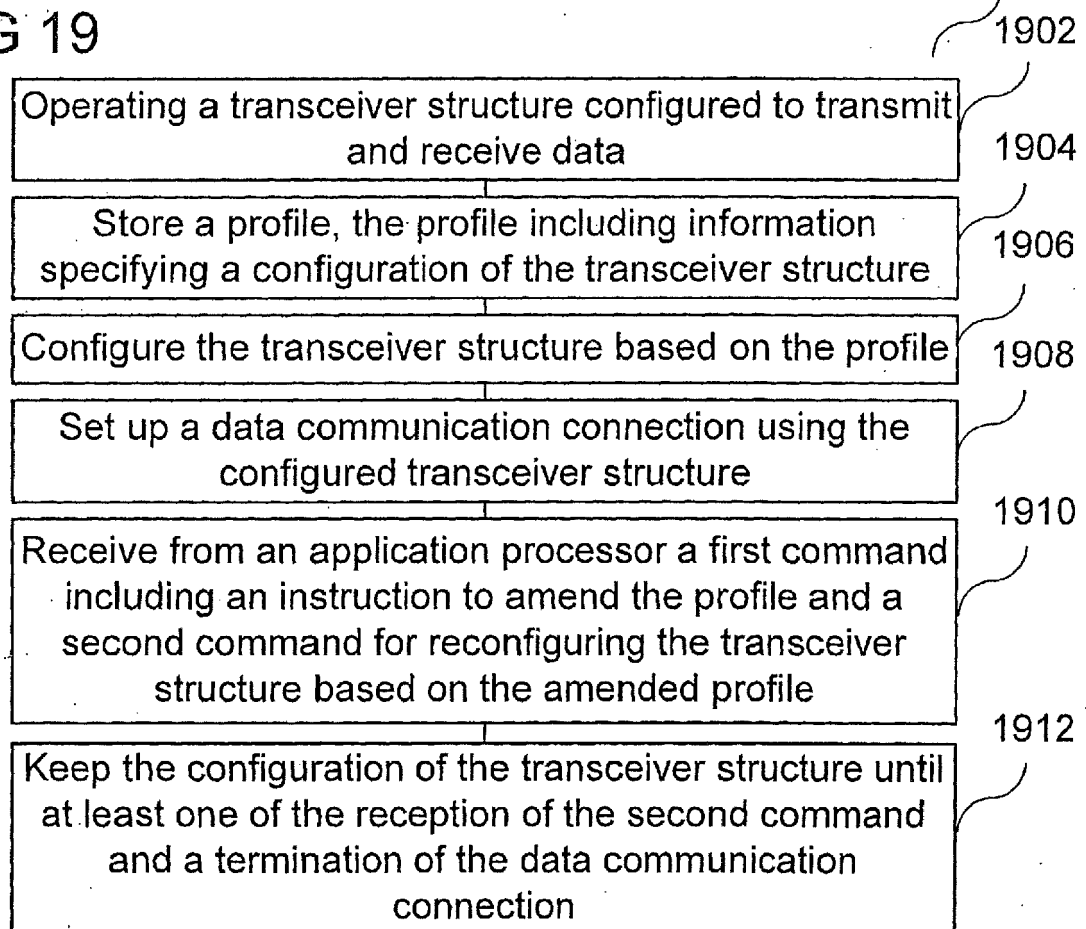 G 19
1902
Operating a transceiver structure configured to transmit
and receive data
1904
Store a profile, the profile including information
specifying a configuration of the transceiver structure
1906
Configure the transceiver structure based on the profile
1908
Set up a data communication connection using the
configured transceiver structure
1910
Receive from an application processor a first command
including an instruction to amend the profile and a
second command for reconfiguring the transceiver
structure based on the amended profile
1912
Keep the configuration of the transceiver structure until
at least one of the reception of the second command
and a termination of the data communication
connection